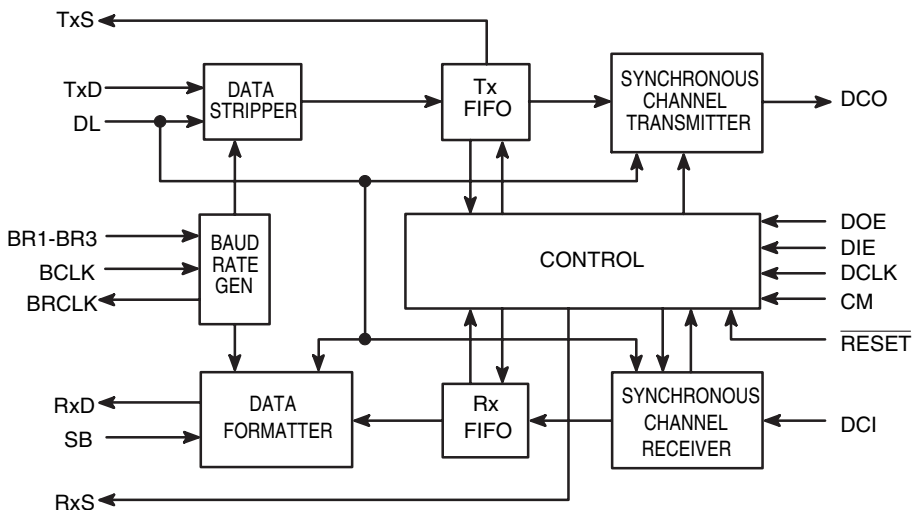 TxS
TxD
DL
DATA
STRIPPER
Tx
FIFO
SYNCHRONOUS
CHANNEL
TRANSMITTER
DCO
BR1-BR3
BCLK
BRCLK
BAUD
RATE
GEN
CONTROL
DOE
DIE
DCLK
CM
RESET
RxD
SB
DATA
FORMATTER
Rx
FIFO
SYNCHRONOUS
CHANNEL
RECEIVER
DCI
RxS